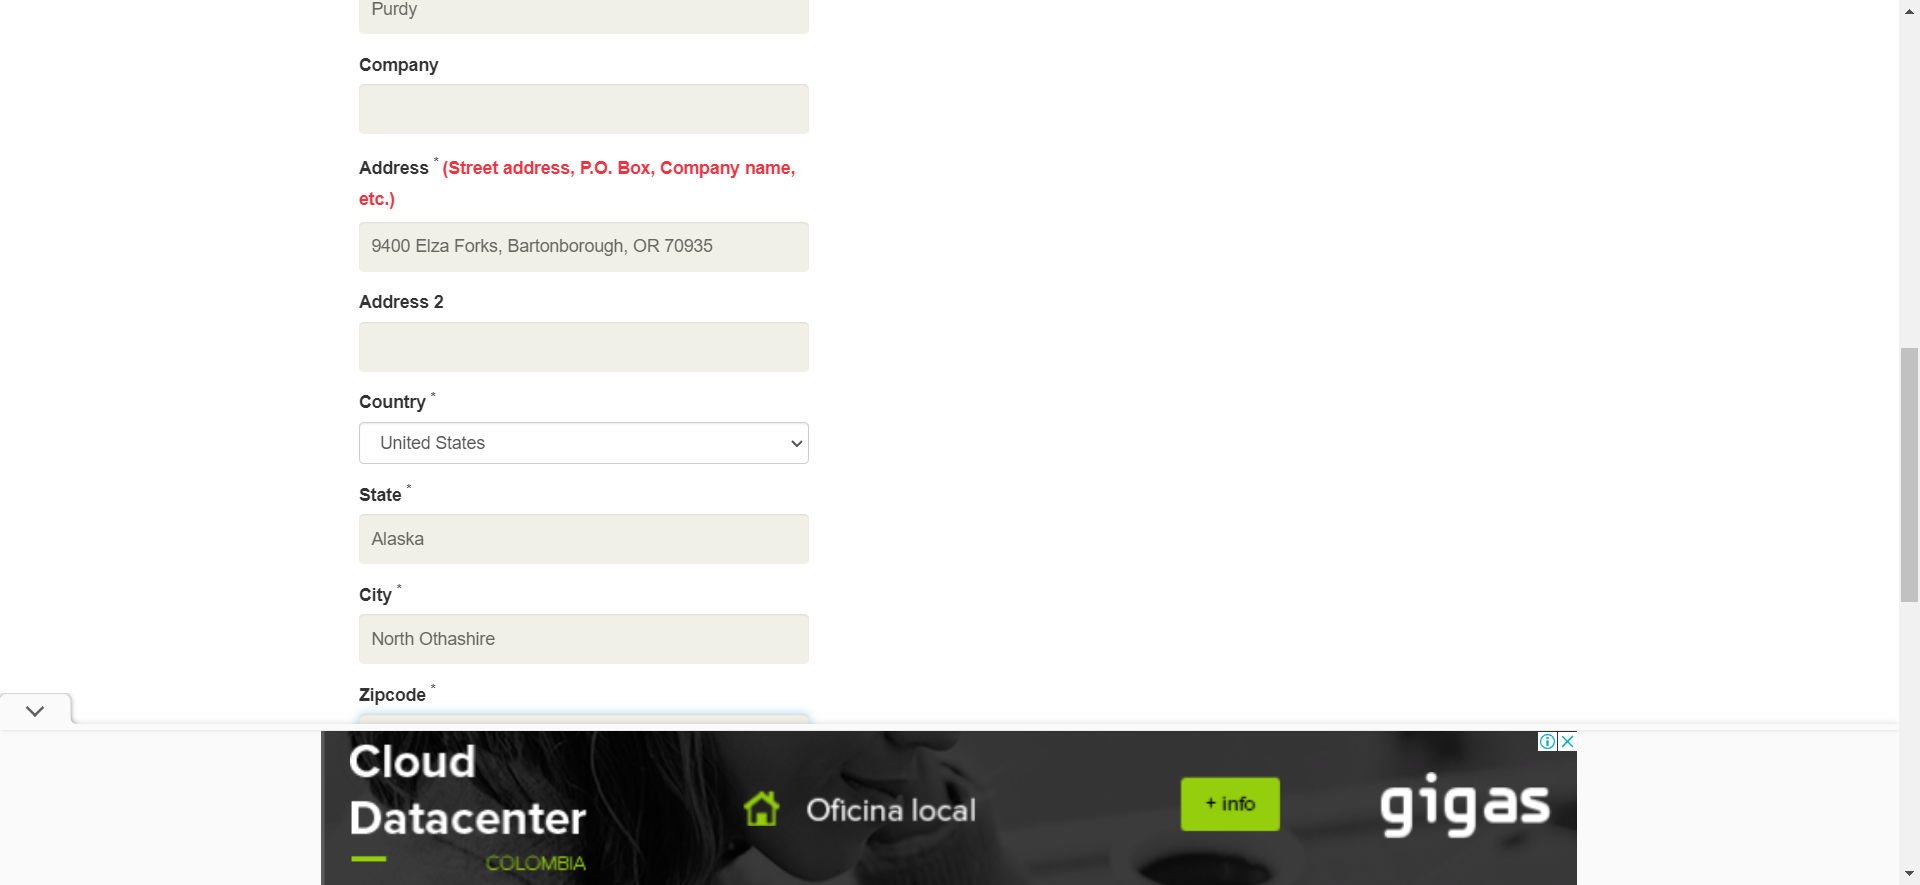 Purdy
Company
Address * (Street address, P.O. Box, Company name,
etc.)
9400 Elza Forks, Bartonborough, OR 70935
Address 2
Country *
United States
State *
Alaska
City *
North Othashire
Zipcode *
Cloud
Datacenter
COLOMBIA
Oficina local
+ info
gigas